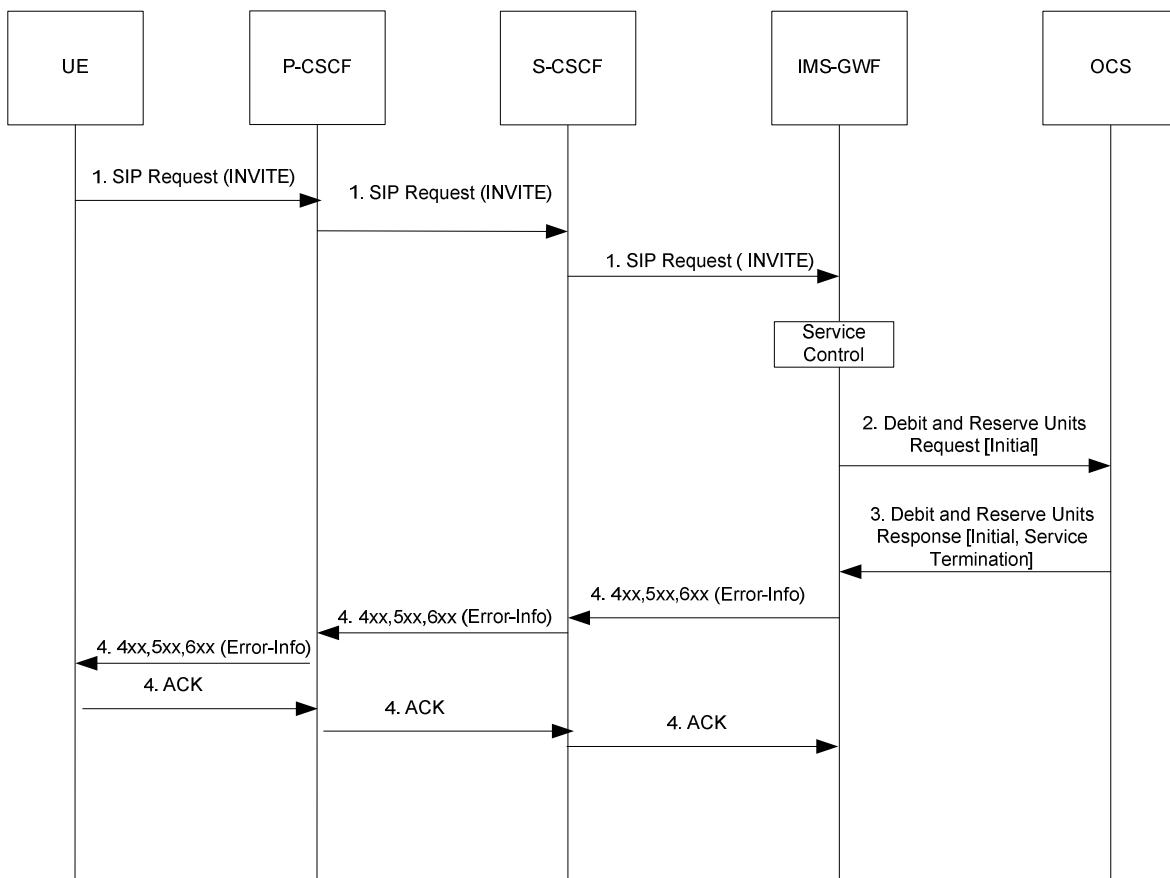 UE
P-CSCF
S-CSCF
IMS-GWF
OCS
1. SIP Request (INVITE)
1. SIP Request (INVITE)
1. SIP Request ( INVITE)
Service
Control
2. Debit and Reserve Units
Request [Initial]
3. Debit and Reserve Units
Response [Initial, Service
Termination]
4. 4xx,5xx,6xx (Error-Info)
4. 4xx,5xx,6xx (Error-Info)
4. 4xx,5xx,6xx (Error-Info)
4. ACK
4. ACK
4. ACK